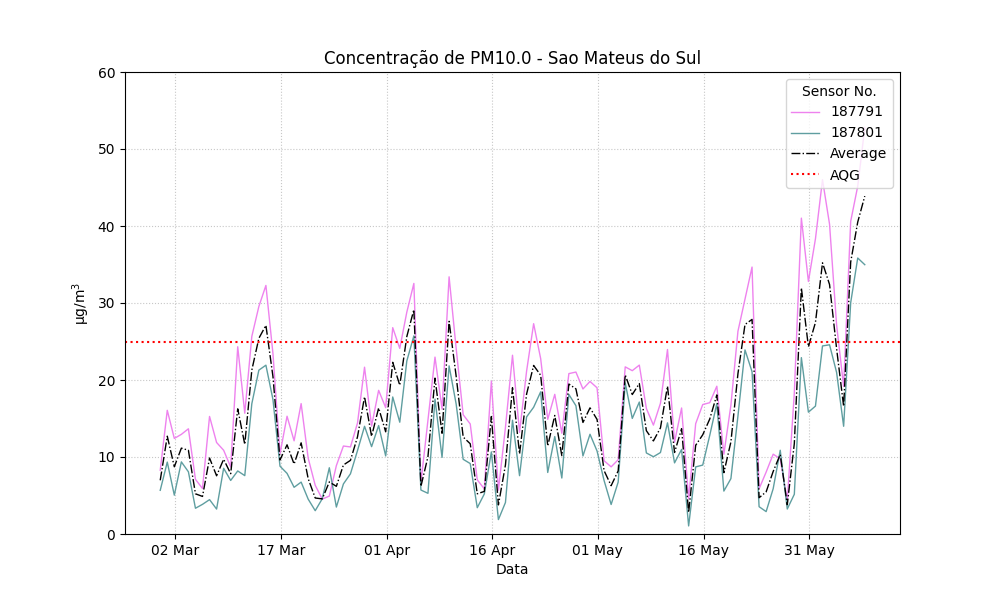 Concentração de PM10.0 - Sao Mateus do Sul
60
50
40
30
20
10
0
µg/m³
Sensor No.
187791
187801
Average
AQG
02 Mar
17 Mar
01 Apr
16 Apr
01 May
16 May
31 May
Data